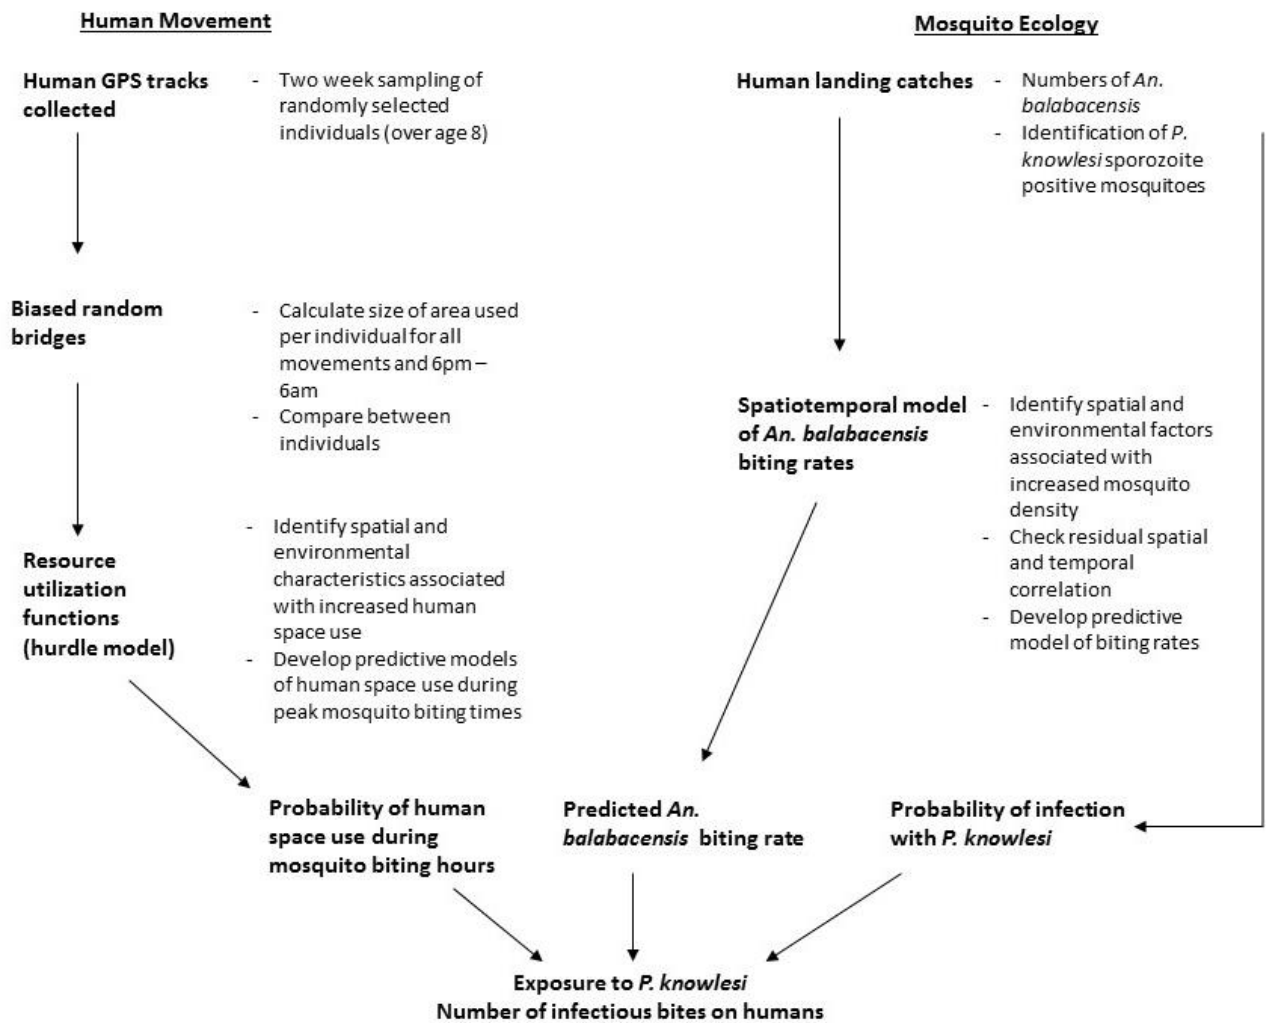 Human Movement
Human GPS tracks
collected
- Two week sampling of
randomly selected
individuals (over age 8)
Biased random
bridges
- Calculate size of area used
per individual for all
movements and 6pm –
6am
- Compare between
individuals
Resource
utilization
functions
(hurdle model)
- Identify spatial and
environmental
characteristics associated
with increased human
space use
- Develop predictive models
of human space use during
peak mosquito biting times
Mosquito Ecology
Human landing catches
- Numbers of An.
balabacensis
- Identification of P.
knowlesi sporozoite
positive mosquitoes
Spatiotemporal model
of An. balabacensis
biting rates
- Identify spatial and
environmental factors
associated with
increased mosquito
density
- Check residual spatial
and temporal
correlation
- Develop predictive
model of biting rates
Probability of human
space use during
mosquito biting hours
Predicted An.
balabacensis biting rate
Probability of infection
with P. knowlesi
Exposure to P. knowlesi
Number of infectious bites on humans